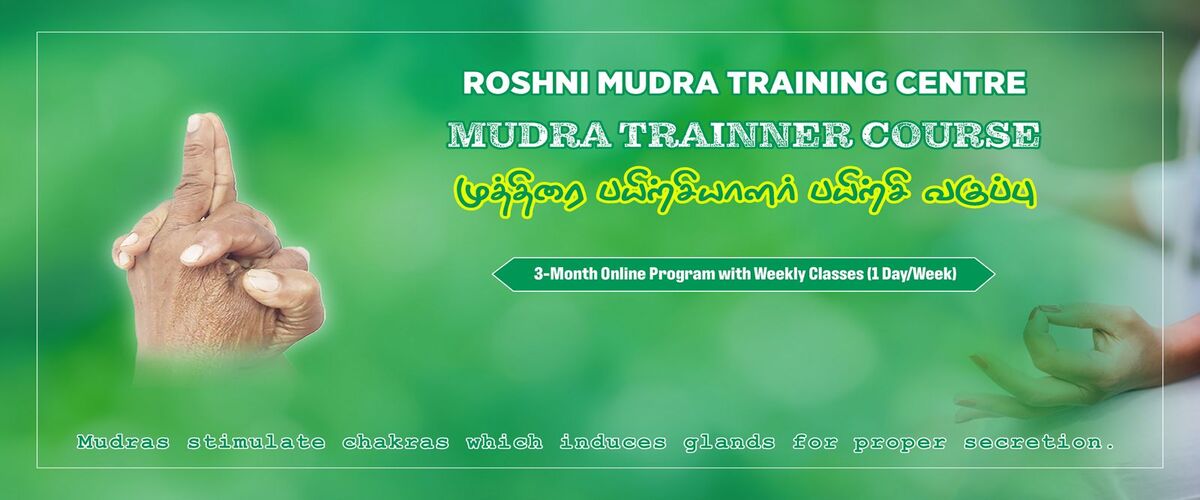 ROSHNI MUDRA TRAINING CENTRE
MUDRA TRAINNER COURSE
முத்திரை பயிற்சியாளர் பயிற்சி வகுப்பு
3-Month Online Program with Weekly Classes (1 Day/Week)
Mudras stimulate chakras which induces glands for proper secretion.